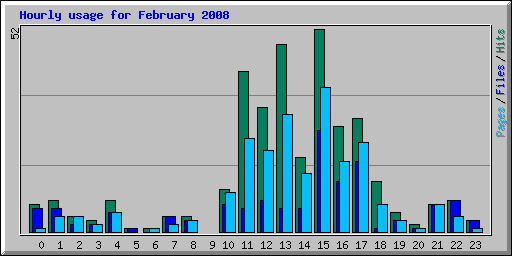 Hourly usage for February 2008
52
Pages / Files / Hits
0 1 2 3 4 5 6 7 8 9 10 11 12 13 14 15 16 17 18 19 20 21 22 23